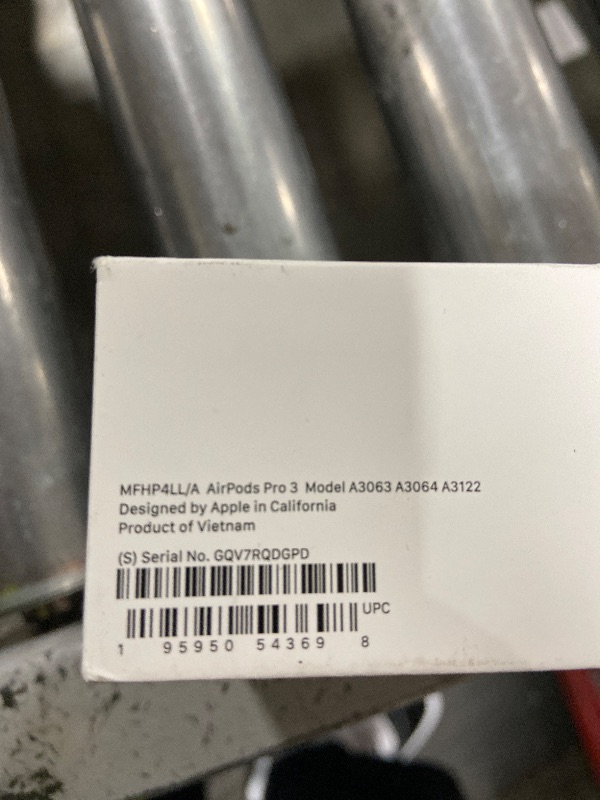 MFHP4LL/A AirPods Pro 3 Model A3063 A3064 A3122
Designed by Apple in California
Product of Vietnam
(S) Serial No. GQV7RQDGPD
UPC
1 95950 54369 8